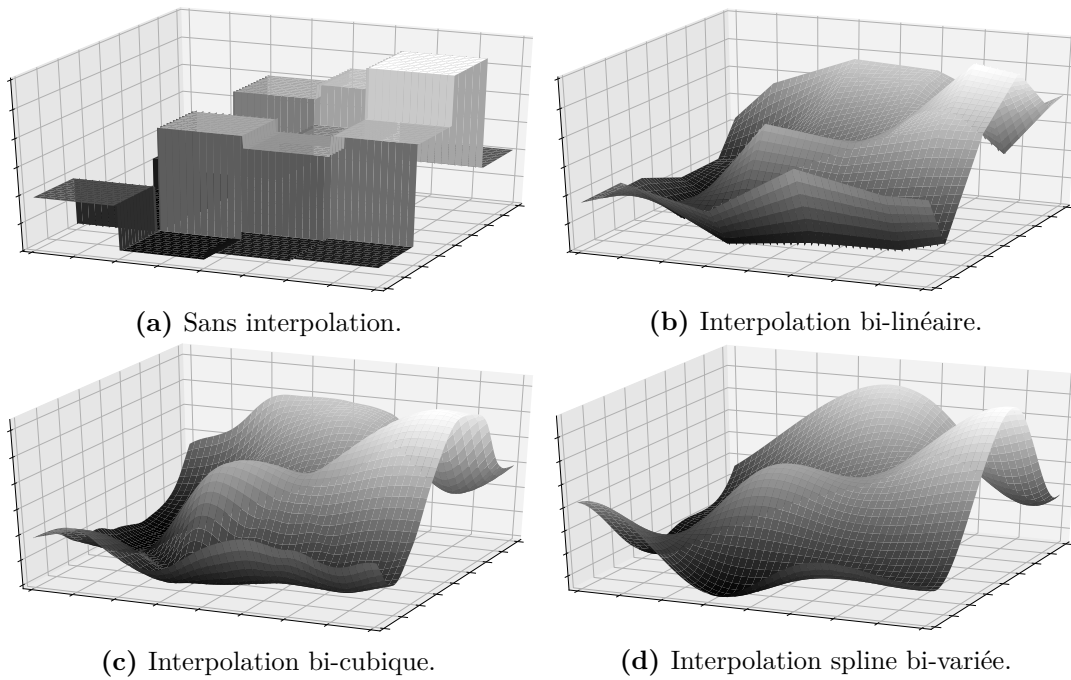 (a) Sans interpolation.
(b) Interpolation bi-linéaire.
(c) Interpolation bi-cubique.
(d) Interpolation spline bi-variée.